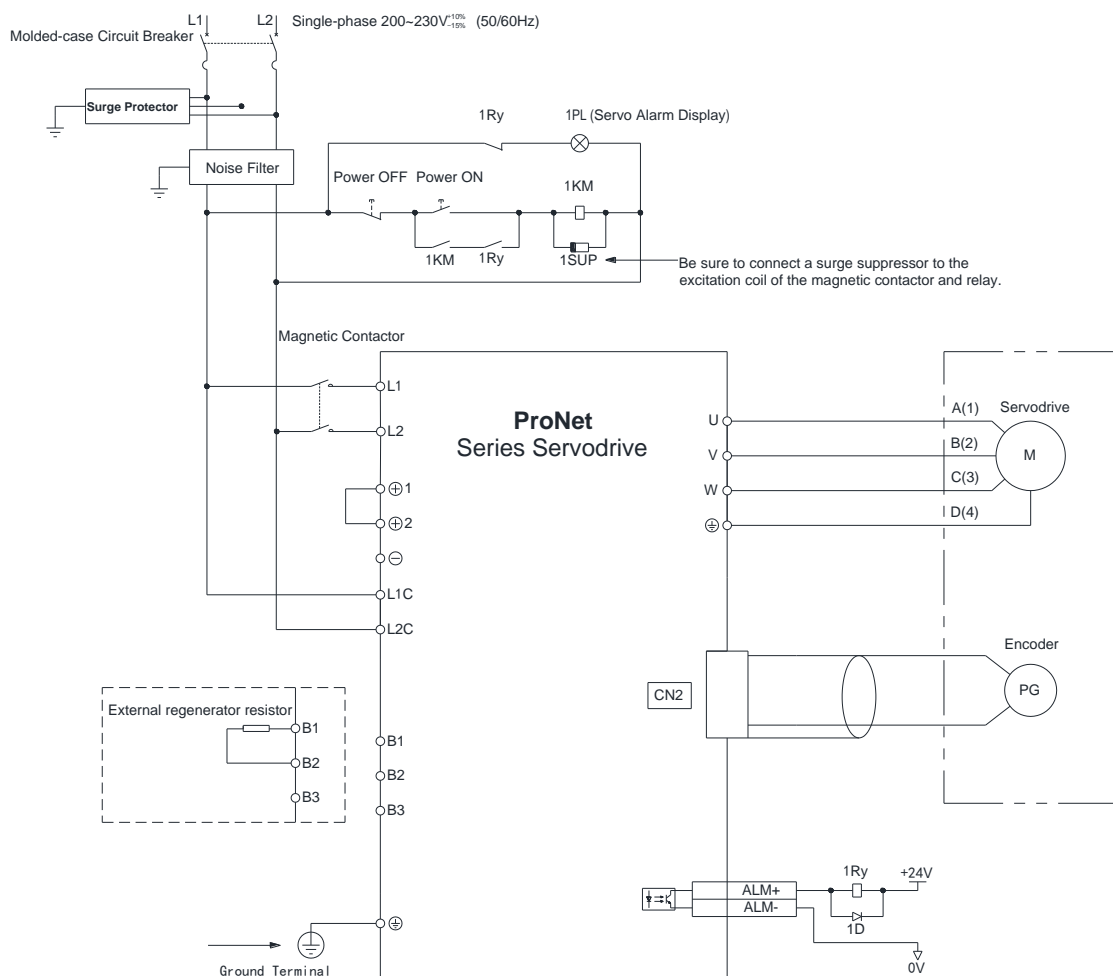 L1 L2 Single-phase 200~230V +10% -15% (50/60Hz)
Molded-case Circuit Breaker
Surge Protector
Noise Filter
1Ry 1PL (Servo Alarm Display)
Power OFF Power ON
1KM
1KM 1Ry 1SUP
Be sure to connect a surge suppressor to the
excitation coil of the magnetic contactor and relay.
Magnetic Contactor
L1
L2
1
2
L1C
L2C
ProNet
Series Servodrive
U
V
W
A(1)
B(2)
C(3)
D(4)
Servodrive
M
CN2
Encoder
PG
External regenerator resistor
B1
B2
B3
B1
B2
B3
ALM+
ALM-
1Ry
+24V
1D
0V
Ground Terminal